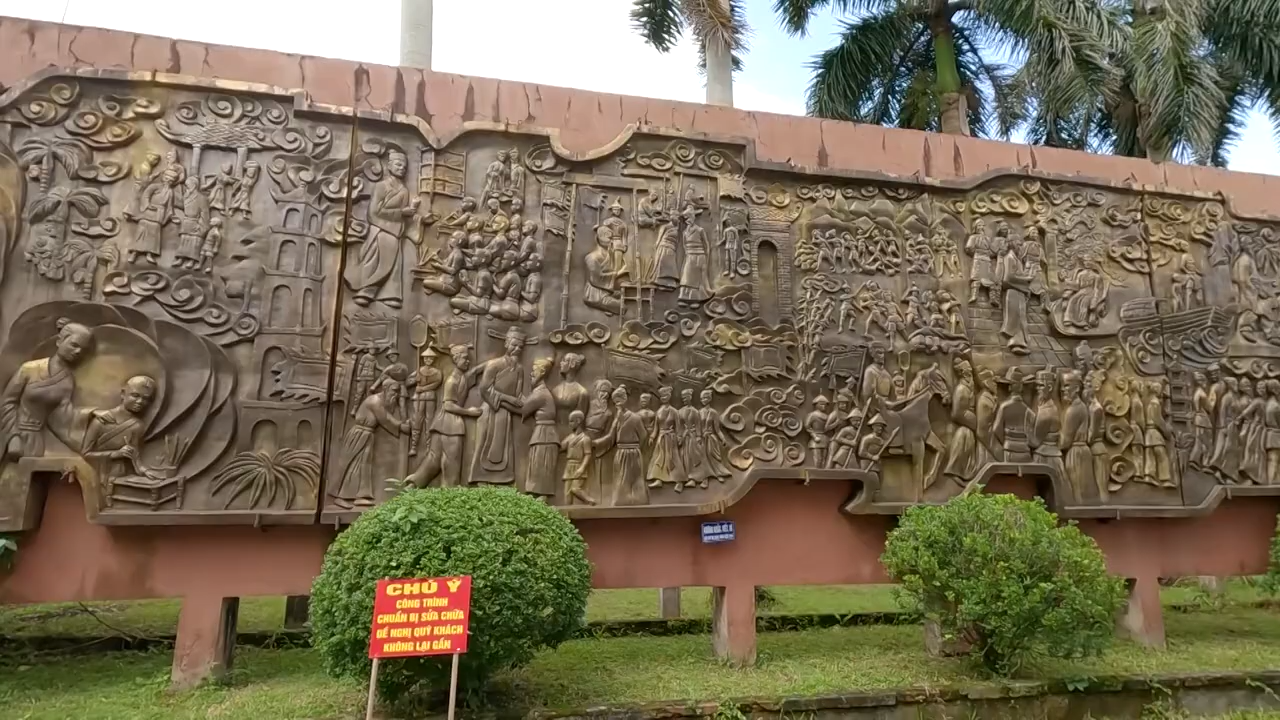 CHÚ Ý
CÔNG TRÌNH
CHUẨN BỊ SỬA CHỮA
ĐỀ NGHỊ QUÝ KHÁCH
KHÔNG LẠI GẦN